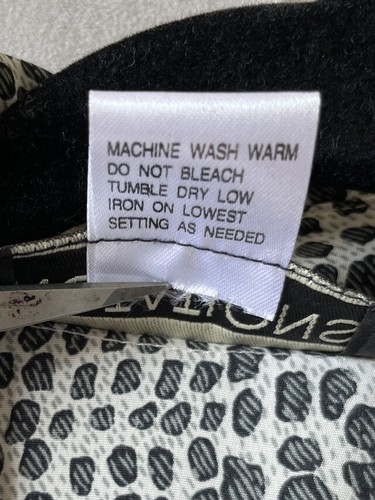 MACHINE WASH WARM
DO NOT BLEACH
TUMBLE DRY LOW
IRON ON LOWEST
SETTING AS NEEDED